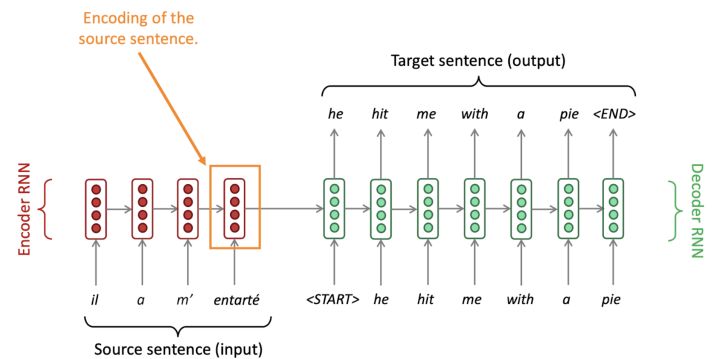 Encoding of the
source sentence.
Target sentence (output)
he hit me with a pie <END>
Encoder RNN
Decoder RNN
il a m’ entarté
<START> he hit me with a pie
Source sentence (input)